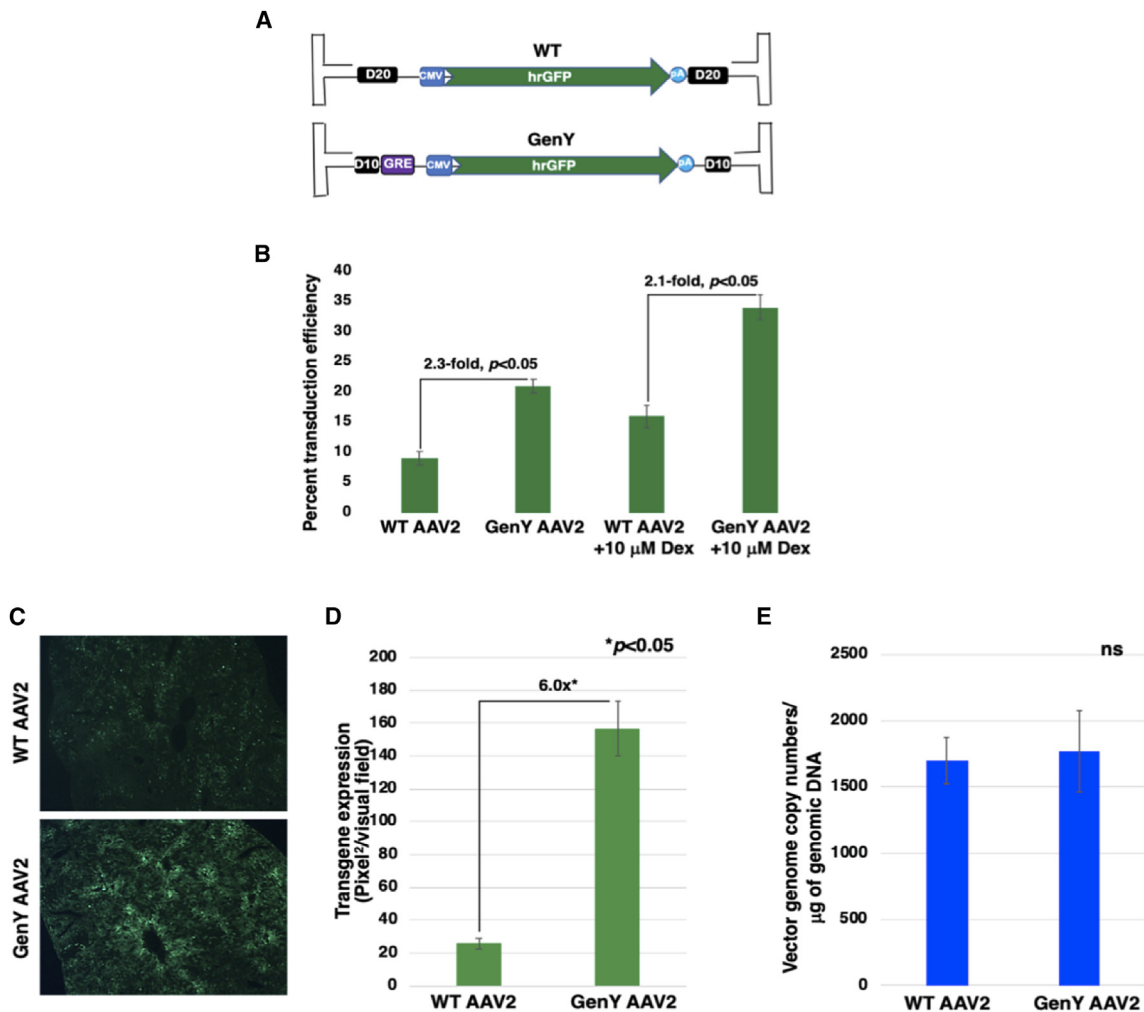 A
WT
D20 CMV hrGFP pA D20
GenY
D10 GRE CMV hrGFP pA D10
B
Percent transduction efficiency
40
35
30
25
20
15
10
5
0
2.3-fold, p<0.05
2.1-fold, p<0.05
WT AAV2
GenY AAV2
WT AAV2
+10 μM Dex
GenY AAV2
+10 μM Dex
C
WT AAV2
GenY AAV2
D
*p<0.05
Transgene expression
(Pixel²/visual field)
200
180
160
140
120
100
80
60
40
20
0
6.0x*
WT AAV2
GenY AAV2
E
ns
Vector genome copy numbers/
μg of genomic DNA
2500
2000
1500
1000
500
0
WT AAV2
GenY AAV2